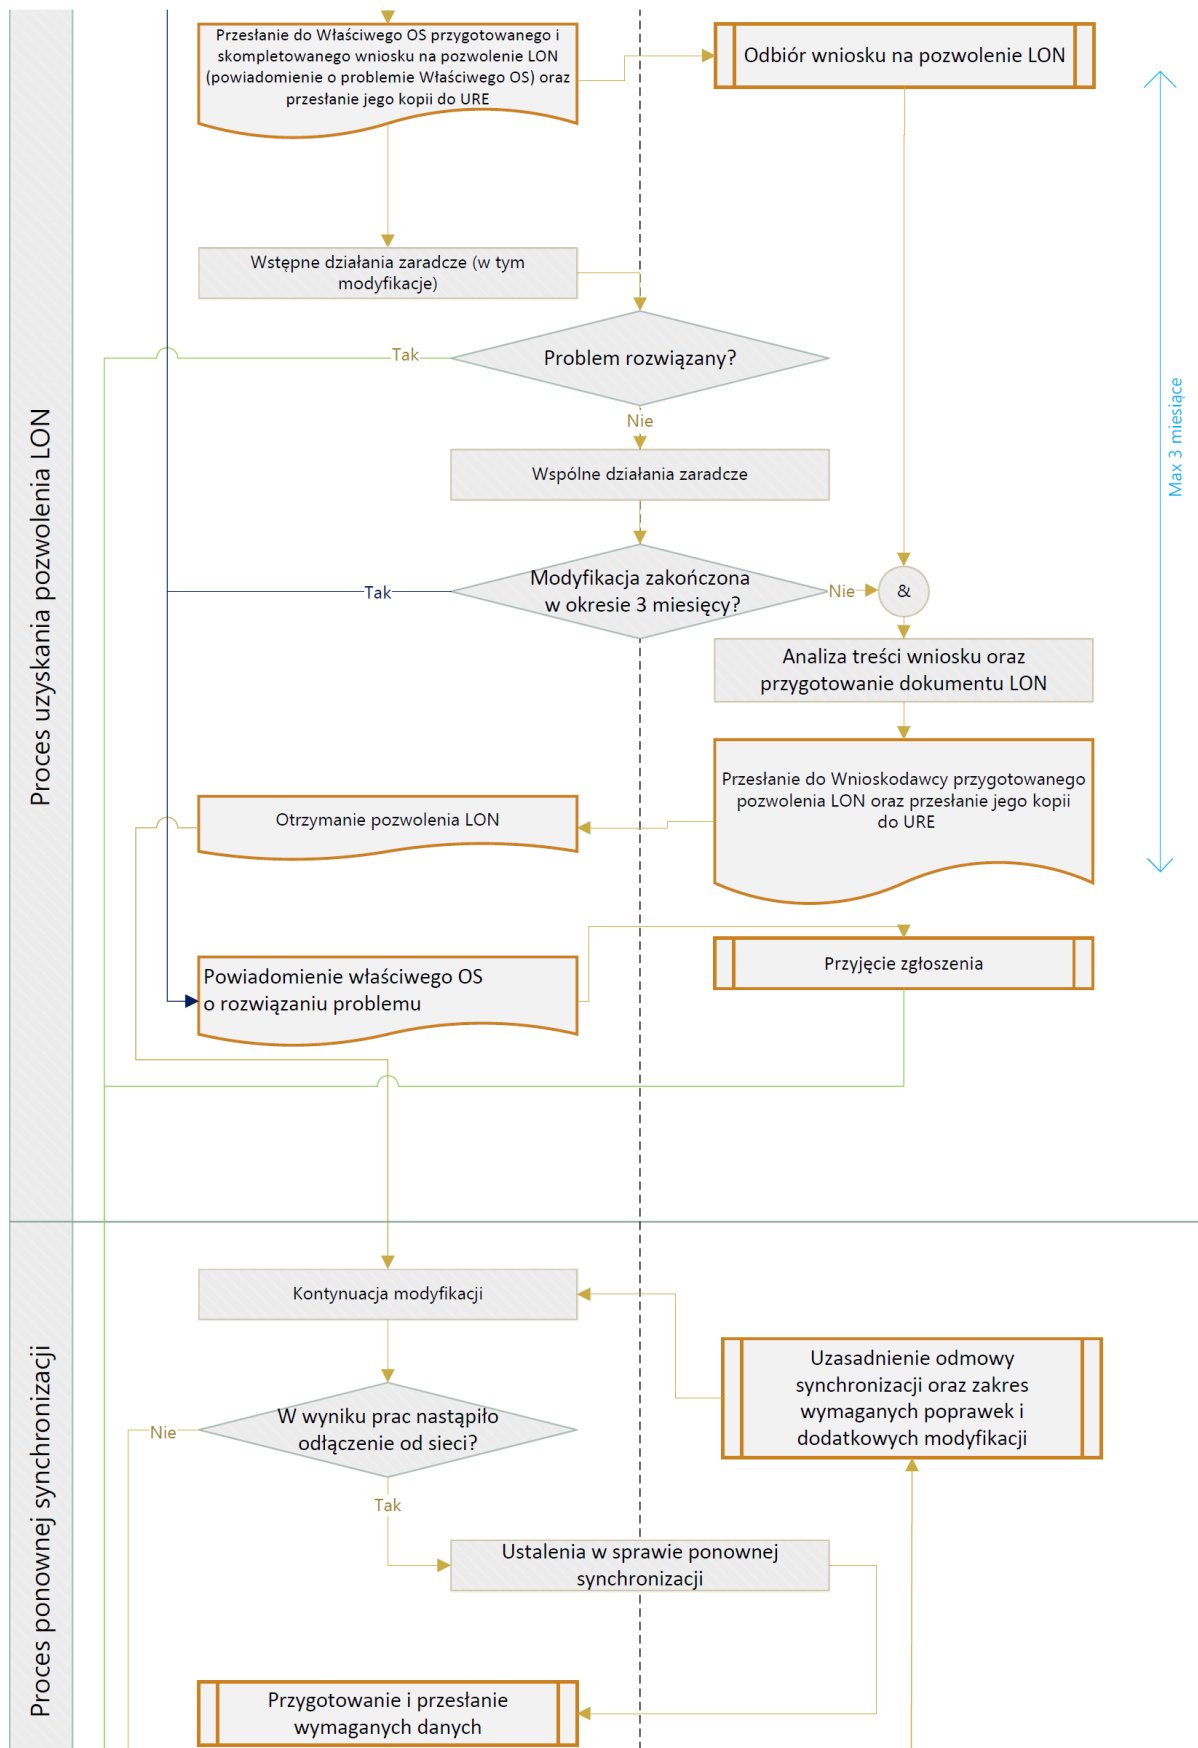 Proces uzyskania pozwolenia LON
Przesłanie do Właściwego OS przygotowanego i
skompletowanego wniosku na pozwolenie LON
(powiadomienie o problemie Właściwego OS) oraz
przesłanie jego kopii do URE
Odbiór wniosku na pozwolenie LON
Max 3 miesiące
Wstępne działania zaradcze (w tym
modyfikacje)
Problem rozwiązany?
Tak
Nie
Wspólne działania zaradcze
Modyfikacja zakończona
w okresie 3 miesięcy?
Tak
Nie
&
Analiza treści wniosku oraz
przygotowanie dokumentu LON
Przesłanie do Wnioskodawcy przygotowanego
pozwolenia LON oraz przesłanie jego kopii
do URE
Otrzymanie pozwolenia LON
Powiadomienie właściwego OS
o rozwiązaniu problemu
Przyjęcie zgłoszenia
Proces ponownej synchronizacji
Kontynuacja modyfikacji
Uzasadnienie odmowy
synchronizacji oraz zakres
wymaganych poprawek i
dodatkowych modyfikacji
W wyniku prac nastąpiło
odłączenie od sieci?
Nie
Tak
Ustalenia w sprawie ponownej
synchronizacji
Przygotowanie i przesłanie
wymaganych danych